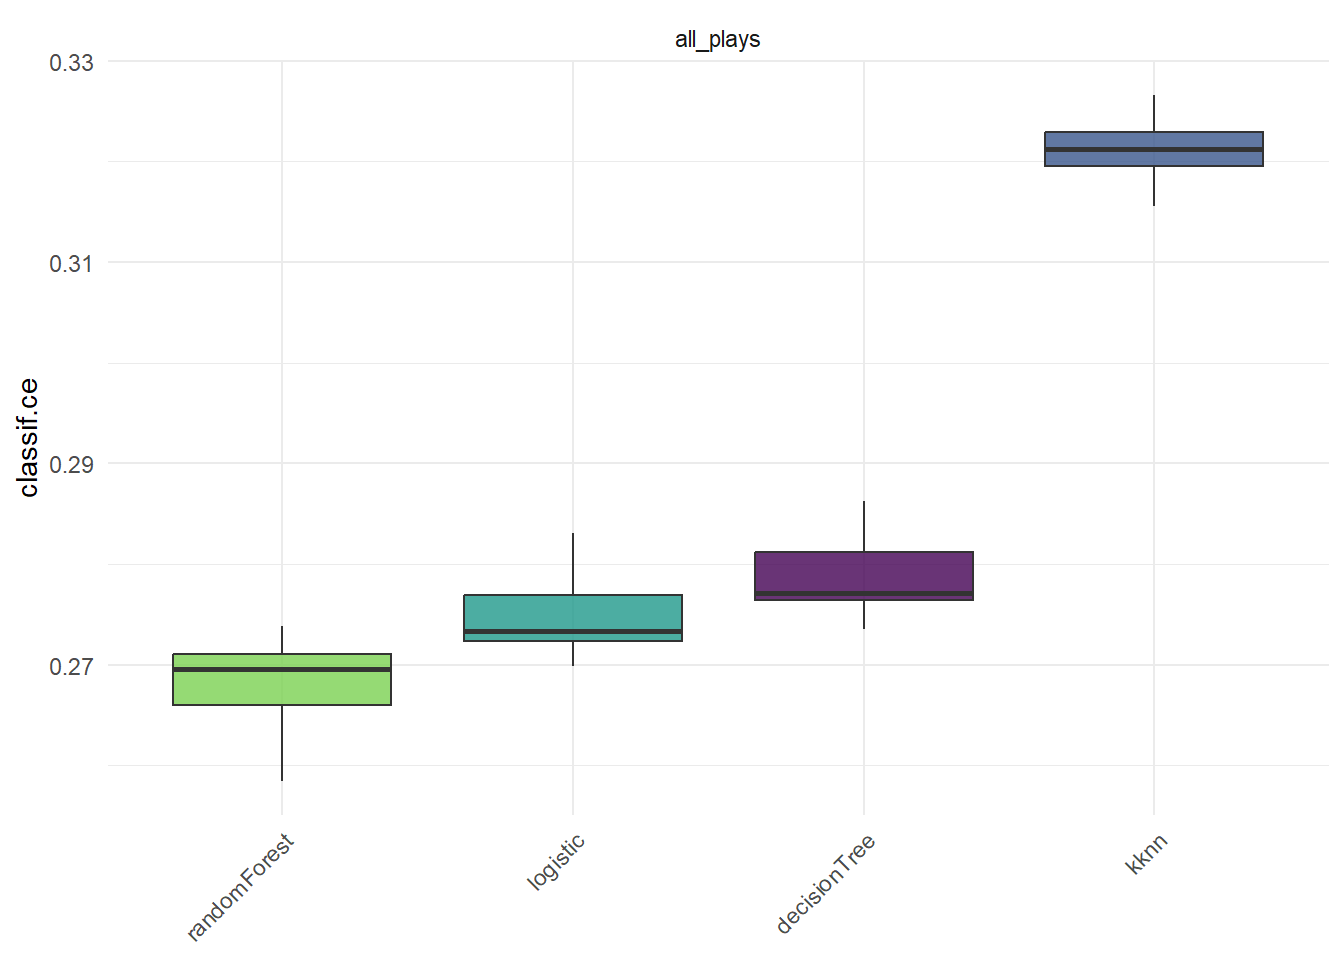 all_plays
0.33
0.31
0.29
0.27
classif.ce
randomForest
logistic
decisionTree
kknn